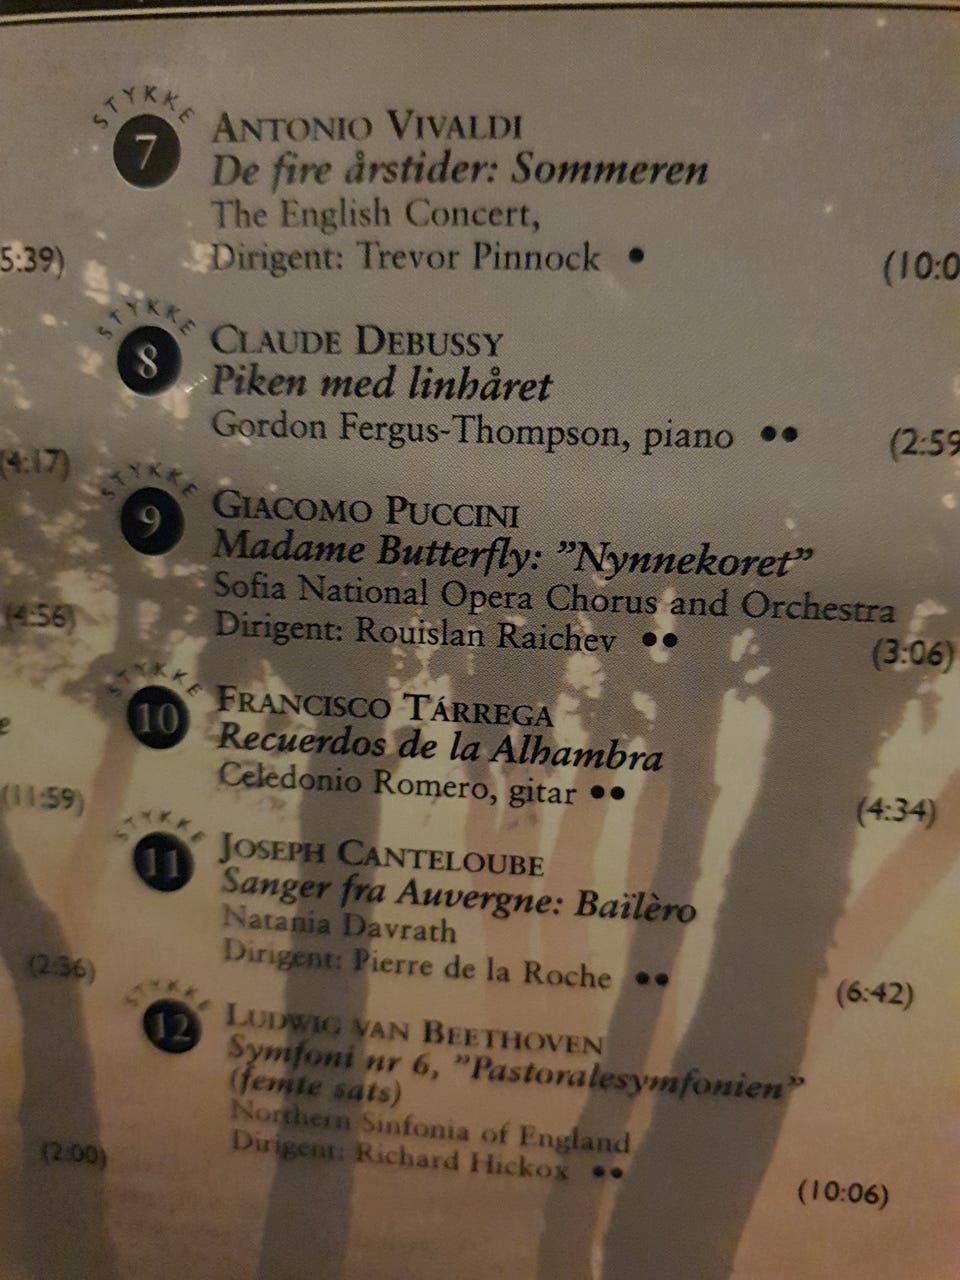 5:39)
(4:17)
(4:56)
e
(11:59)
(2:36)
(2:00)
STYKKE
7
ANTONIO VIVALDI
De fire årstider: Sommeren
The English Concert,
Dirigent: Trevor Pinnock •
(10:0
STYKKE
8
CLAUDE DEBUSSY
Piken med linhåret
Gordon Fergus-Thompson, piano ••
(2:59
STYKKE
9
GIACOMO PUCCINI
Madame Butterfly: ”Nynnekoret”
Sofia National Opera Chorus and Orchestra
Dirigent: Rouislan Raichev ••
(3:06)
STYKKE
10
FRANCISCO TÁRREGA
Recuerdos de la Alhambra
Celedonio Romero, gitar ••
(4:34)
STYKKE
11
JOSEPH CANTELOUBE
Sanger fra Auvergne: Baïlèro
Natania Davrath
Dirigent: Pierre de la Roche ••
(6:42)
STYKKE
12
LUDWIG VAN BEETHOVEN
Symfoni nr 6, ”Pastoralesymfonien”
(femte sats)
Northern Sinfonia of England
Dirigent: Richard Hickox ••
(10:06)